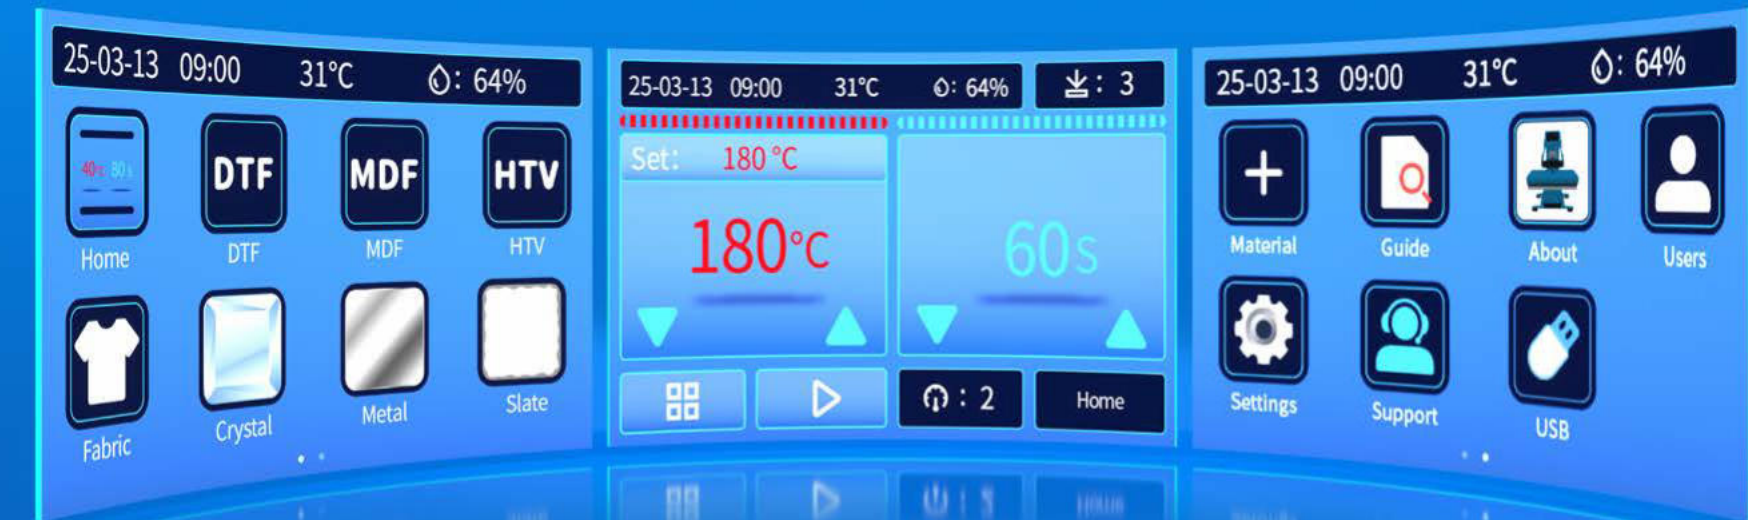 25-03-13 09:00 31°C : 64%
40°c 80s
DTF MDF HTV
Home DTF MDF HTV
Fabric Crystal Metal Slate
25-03-13 09:00 31°C : 64% : 3
Set: 180 °C
180°C 60s
: 2 Home
25-03-13 09:00 31°C : 64%
Material Guide About Users
Settings Support USB